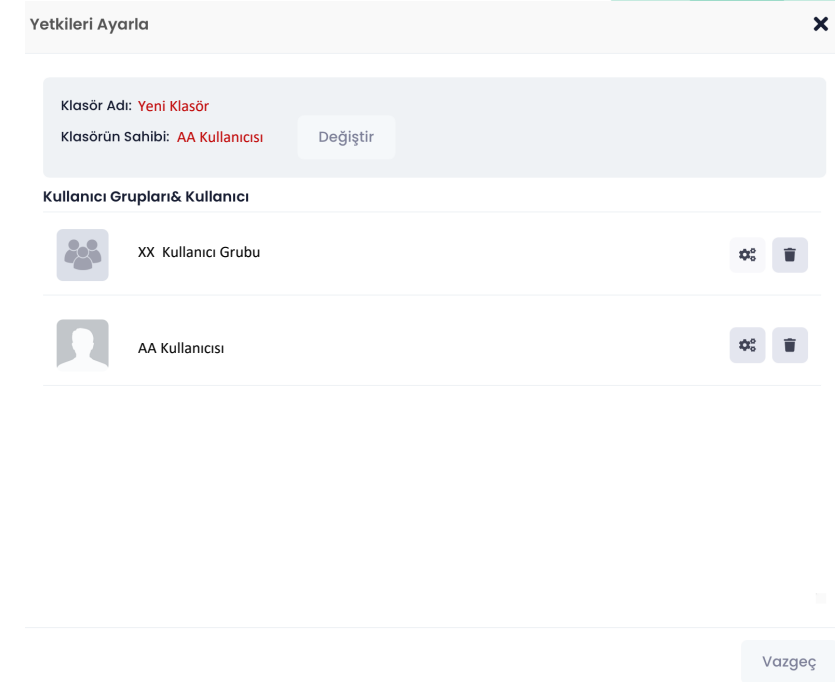 Yetkileri Ayarla
Klasör Adı: Yeni Klasör
Klasörün Sahibi: AA Kullanıcısı
Değiştir
Kullanıcı Grupları& Kullanıcı
XX Kullanıcı Grubu
AA Kullanıcısı
Vazgeç